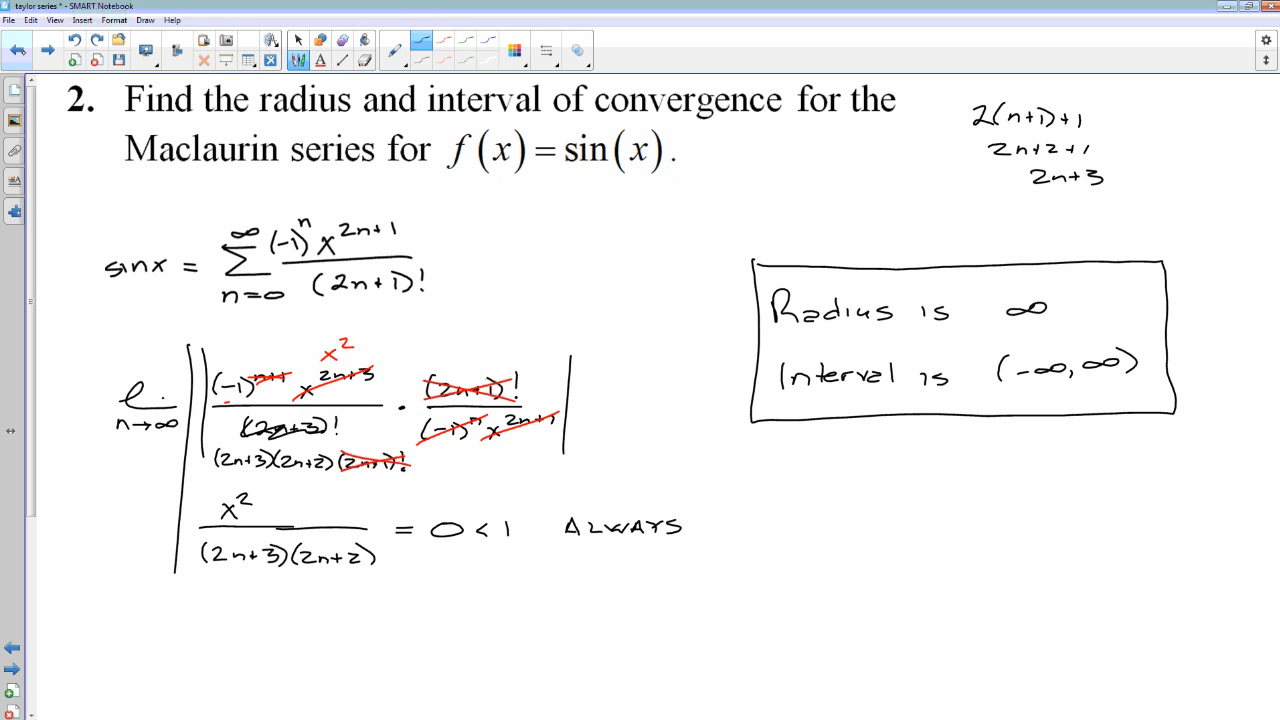 taylor series * - SMART Notebook
File Edit View Insert Format Draw Help
2. Find the radius and interval of convergence for the
Maclaurin series for f(x) = sin(x).
2(n+1)+1
2n+2+1
2n+3
sinx = ∑_{n=0}^{∞} (-1)^n x^{2n+1} / (2n+1)!
Radius is ∞
Interval is (-∞, ∞)
x^2
n→∞ | (-1)^{n+1} x^{2n+3} / (2n+3)! · (2n+1)! / (-1)^n x^{2n+1} |
(2n+3)(2n+2)(2n+1)!
x^2 / (2n+3)(2n+2) = 0 < 1 ALWAYS